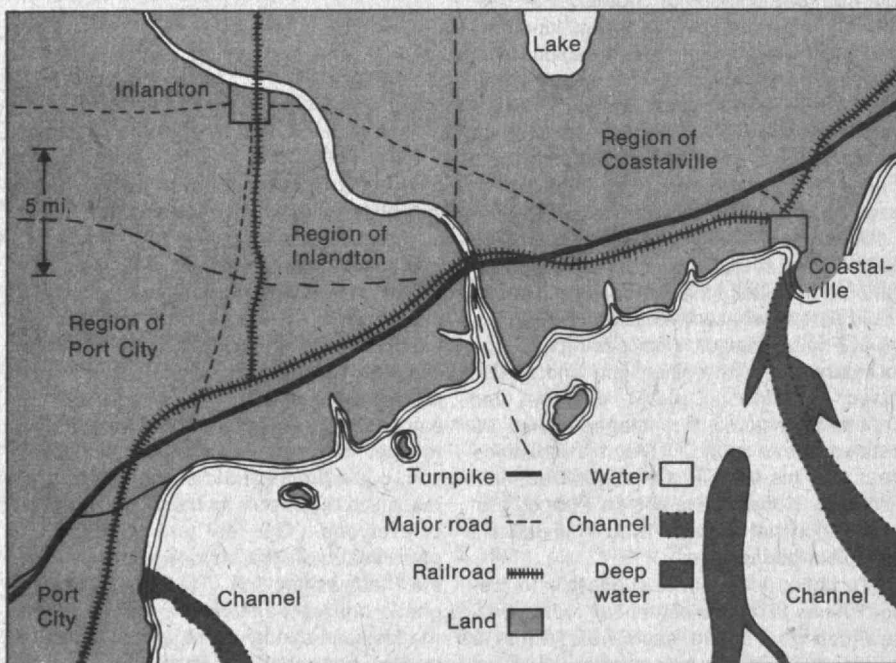 Lake
Inlandton
Region of
Coastalville
5 mi.
Region of
Inlandton
Coastal-
ville
Region of
Port City
Turnpike
Water
Major road
Channel
Railroad
Deep
water
Land
Port
City
Channel
Channel